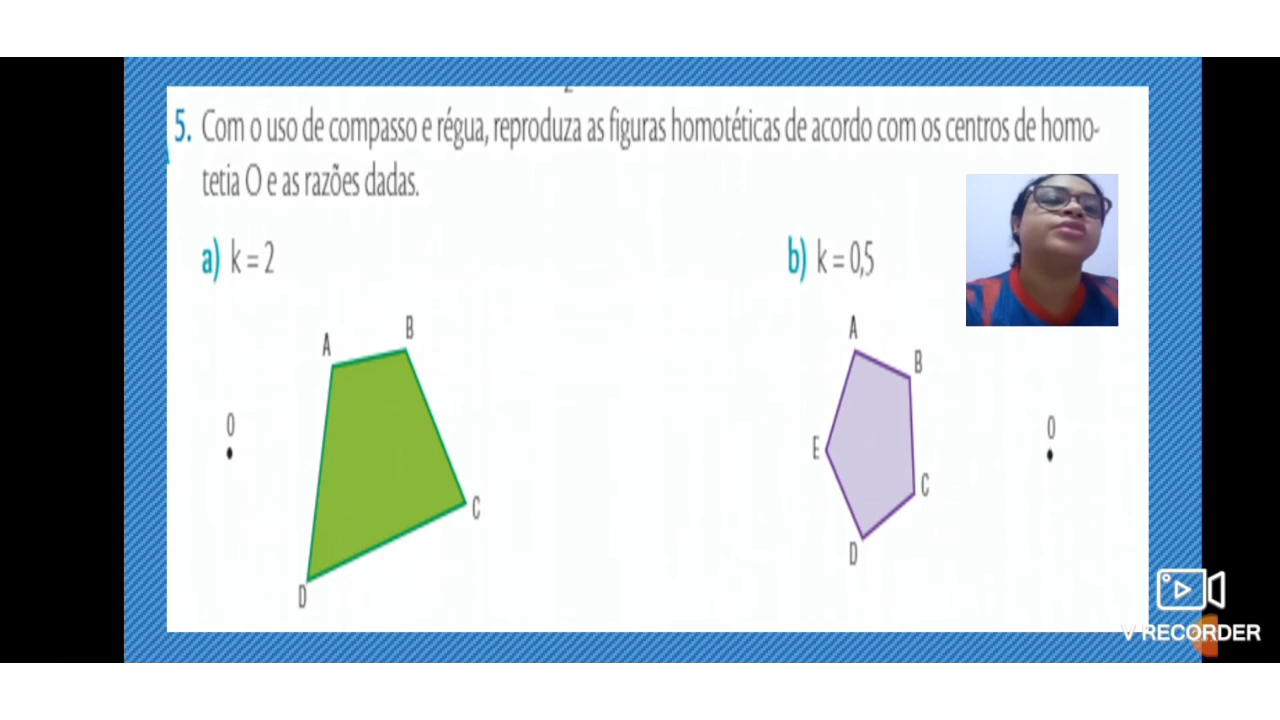 5. Com o uso de compasso e régua, reproduza as figuras homotéticas de acordo com os centros de homo-
tetia O e as razões dadas.
a) k = 2
b) k = 0,5
A
B
O
C
D
A
B
E
C
D
O
V RECORDER